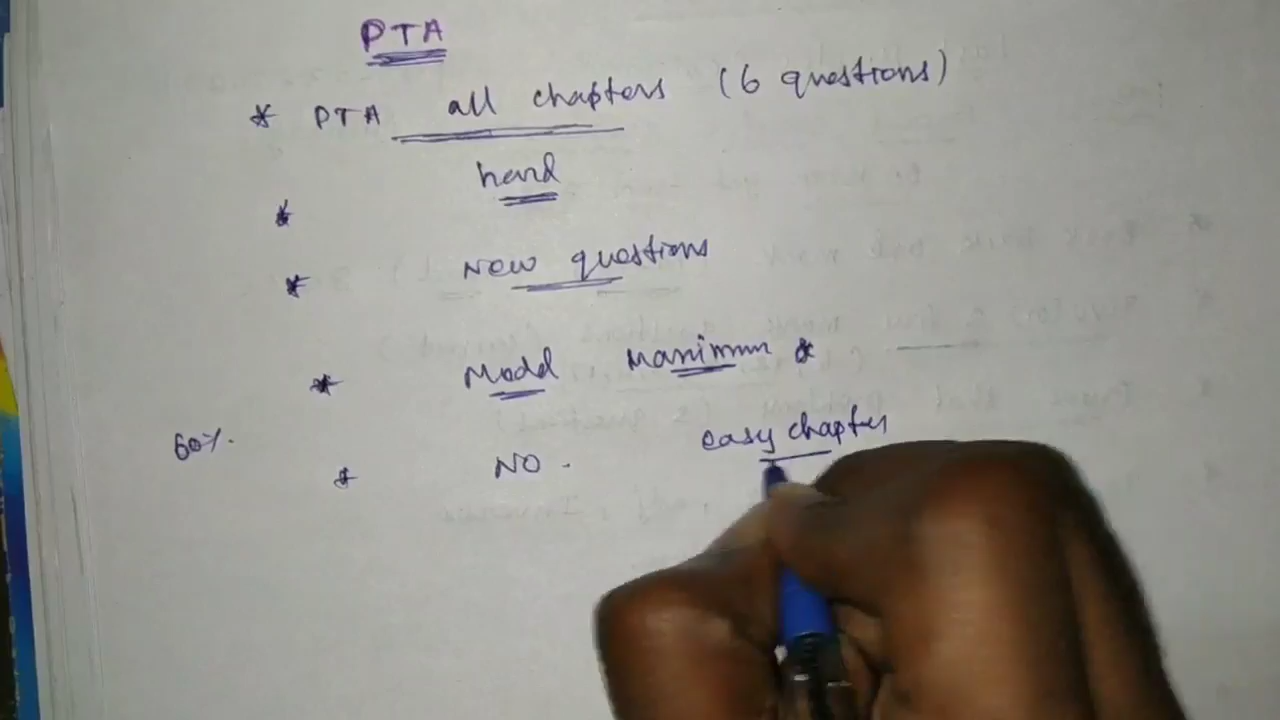 PTA
* PTA all chapters (6 questions)
hard
*
* New questions
* Model Maximum *
60%.
easy chapter
* NO.